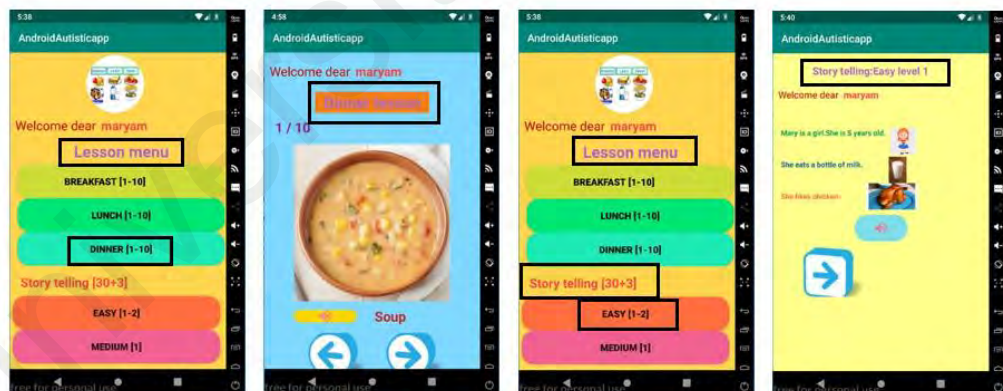 5:38
AndroidAutisticapp
Welcome dear maryam
Lesson menu
BREAKFAST [1-10]
LUNCH [1-10]
DINNER [1-10]
Story telling [30+3]
EASY [1-2]
MEDIUM [1]
free for personal use
4:58
AndroidAutisticapp
Welcome dear maryam
Dinner lessons
1 / 10
Soup
free for personal use
5:38
AndroidAutisticapp
Welcome dear maryam
Lesson menu
BREAKFAST [1-10]
LUNCH [1-10]
DINNER [1-10]
Story telling [30+3]
EASY [1-2]
MEDIUM [1]
free for personal use
5:40
AndroidAutisticapp
Story telling:Easy level 1
Welcome dear maryam
Mary is a girl.She is 5 years old.
She eats a bottle of milk.
She likes chicken.
free for personal use